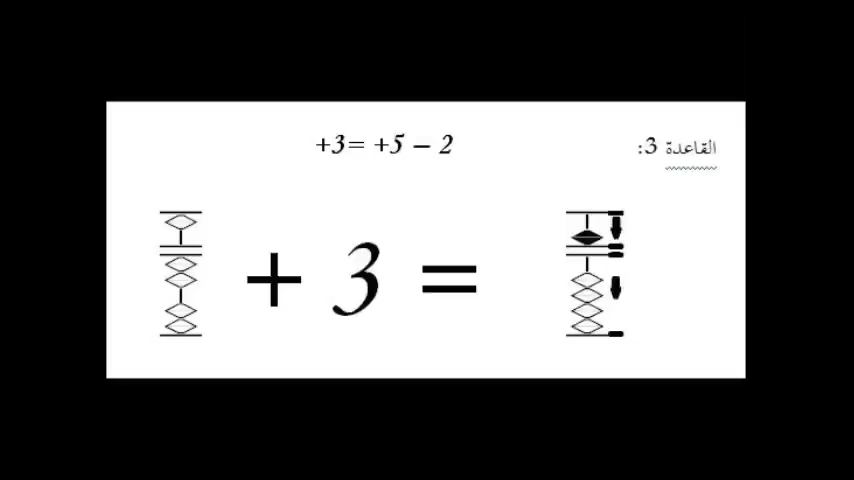 القاعدة 3: +3= +5 – 2
+ 3 =